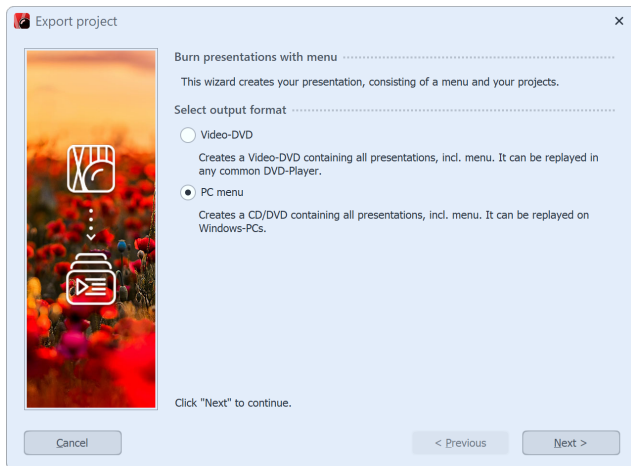 Export project
Burn presentations with menu
This wizard creates your presentation, consisting of a menu and your projects.
Select output format
Video-DVD
Creates a Video-DVD containing all presentations, incl. menu. It can be replayed in
any common DVD-Player.
PC menu
Creates a CD/DVD containing all presentations, incl. menu. It can be replayed on
Windows-PCs.
Click "Next" to continue.
Cancel
< Previous
Next >